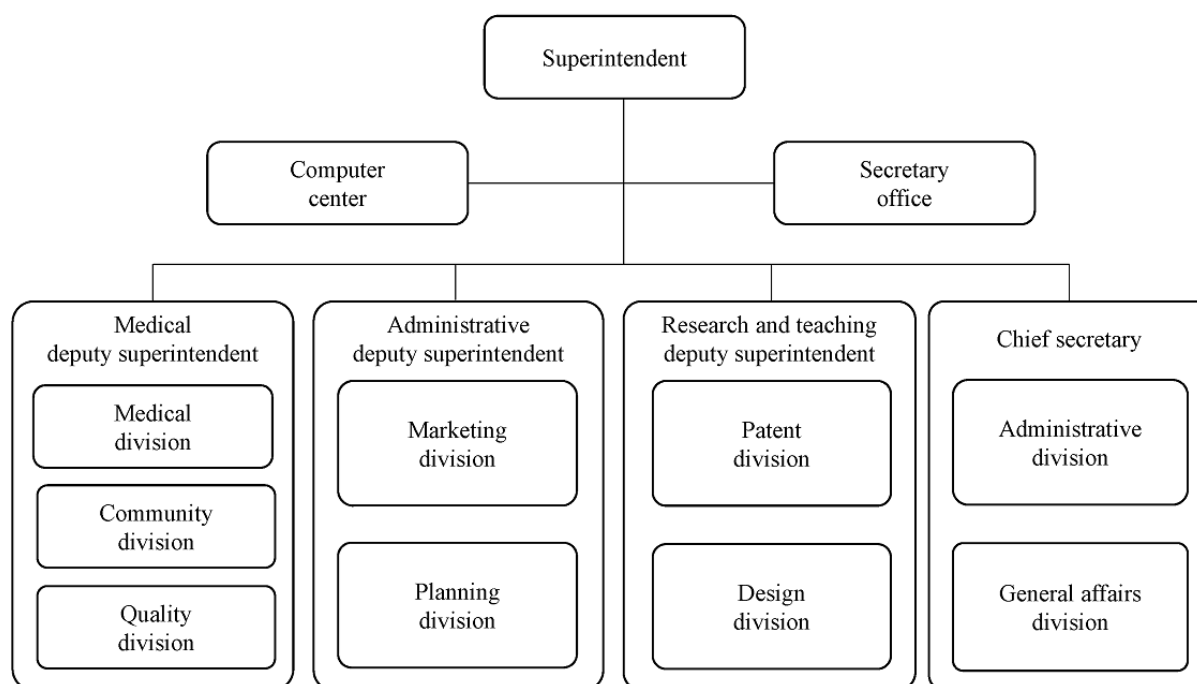 Superintendent
Computer
center
Secretary
office
Medical
deputy superintendent
Medical
division
Community
division
Quality
division
Administrative
deputy superintendent
Marketing
division
Planning
division
Research and teaching
deputy superintendent
Patent
division
Design
division
Chief secretary
Administrative
division
General affairs
division